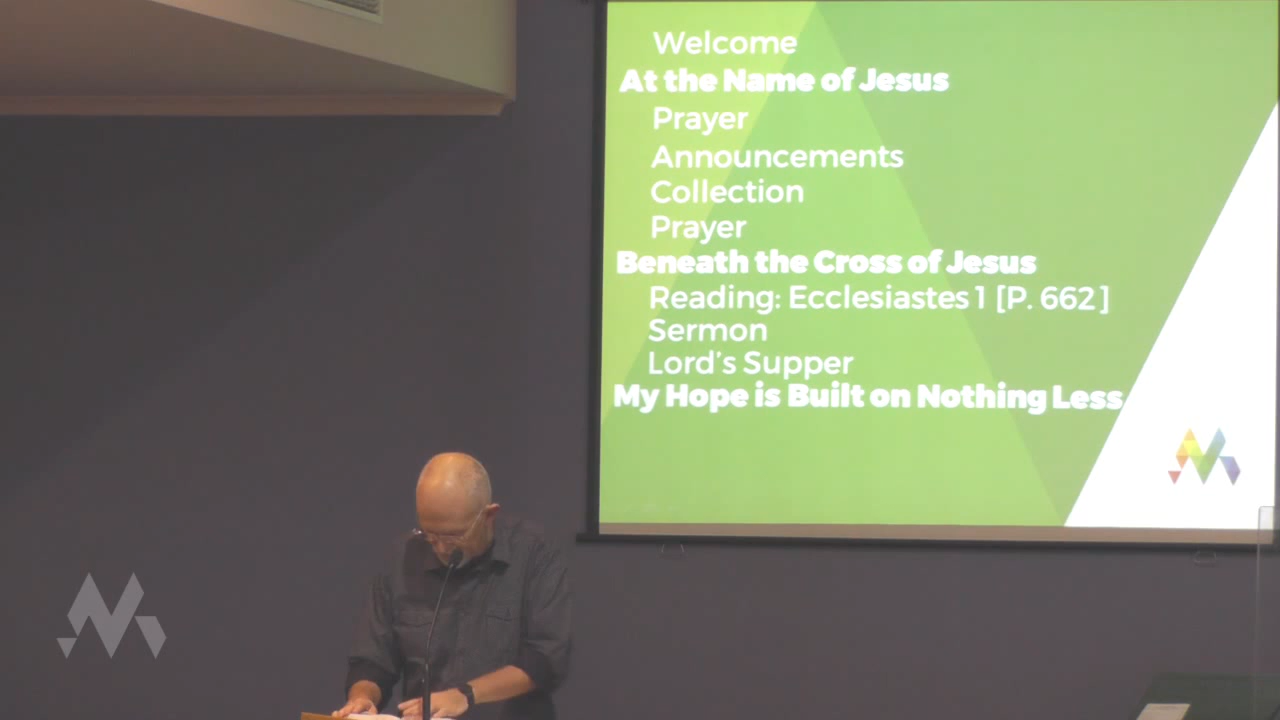 Welcome
At the Name of Jesus
Prayer
Announcements
Collection
Prayer
Beneath the Cross of Jesus
Reading: Ecclesiastes 1 [P. 662]
Sermon
Lord's Supper
My Hope is Built on Nothing Less